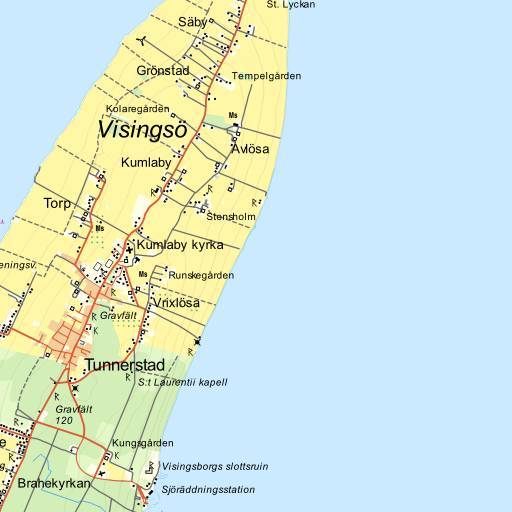 St. Lyckan
Säby
Grönstad
Tempelgården
Kolaregården
Ms
Visingsö
Avlösa
Kumlaby
R
R
R
Torp
Stensholm
Kumlaby kyrka
Ms
eningsv.
Ms
Runskegården
R
R
Vrixlösa
Gravfält
R
R
R
Tunnerstad
S:t Laurentii kapell
R
Gravfält
120
e
Kungsgården
R
g.
Visingsborgs slottsruin
Brahekyrkan
Sjöräddningsstation